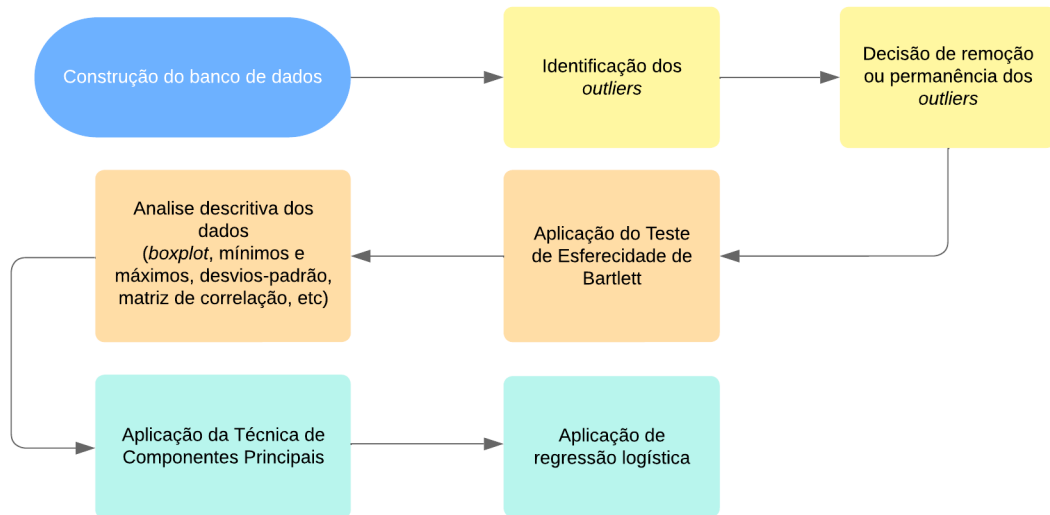 Construção do banco de dados
Identificação dos
outliers
Decisão de remoção
ou permanência dos
outliers
Aplicação do Teste
de Esferecidade de
Bartlett
Analise descritiva dos
dados
(boxplot, mínimos e
máximos, desvios-padrão,
matriz de correlação, etc)
Aplicação da Técnica de
Componentes Principais
Aplicação de
regressão logística